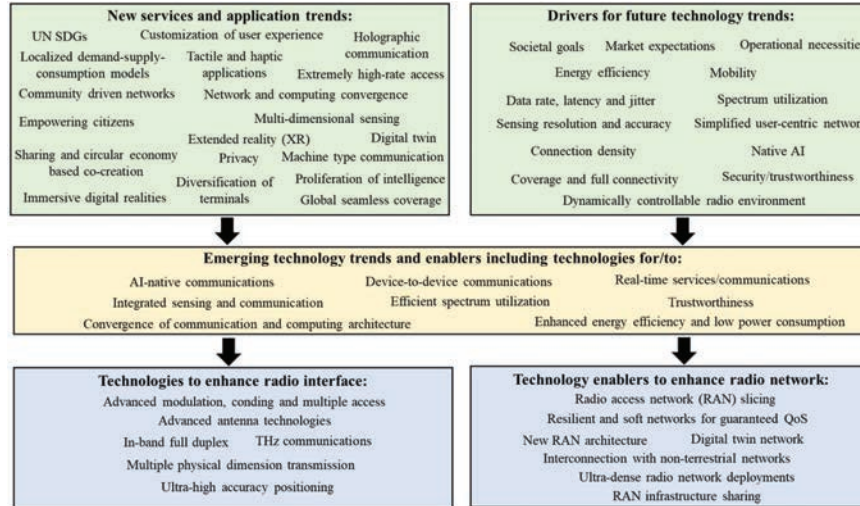 New services and application trends:
UN SDGs
Customization of user experience
Holographic
communication
Localized demand-supply-
consumption models
Tactile and haptic
applications
Extremely high-rate access
Community driven networks
Network and computing convergence
Empowering citizens
Multi-dimensional sensing
Extended reality (XR)
Digital twin
Sharing and circular economy
based co-creation
Privacy
Machine type communication
Diversification of
terminals
Proliferation of intelligence
Immersive digital realities
Global seamless coverage
Drivers for future technology trends:
Societal goals
Market expectations
Operational necessities
Energy efficiency
Mobility
Data rate, latency and jitter
Spectrum utilization
Sensing resolution and accuracy
Simplified user-centric network
Connection density
Native AI
Coverage and full connectivity
Security/trustworthiness
Dynamically controllable radio environment
Emerging technology trends and enablers including technologies for/to:
AI-native communications
Device-to-device communications
Real-time services/communications
Integrated sensing and communication
Efficient spectrum utilization
Trustworthiness
Convergence of communication and computing architecture
Enhanced energy efficiency and low power consumption
Technologies to enhance radio interface:
Advanced modulation, conding and multiple access
Advanced antenna technologies
In-band full duplex
THz communications
Multiple physical dimension transmission
Ultra-high accuracy positioning
Technology enablers to enhance radio network:
Radio access network (RAN) slicing
Resilient and soft networks for guaranteed QoS
New RAN architecture
Digital twin network
Interconnection with non-terrestrial networks
Ultra-dense radio network deployments
RAN infrastructure sharing